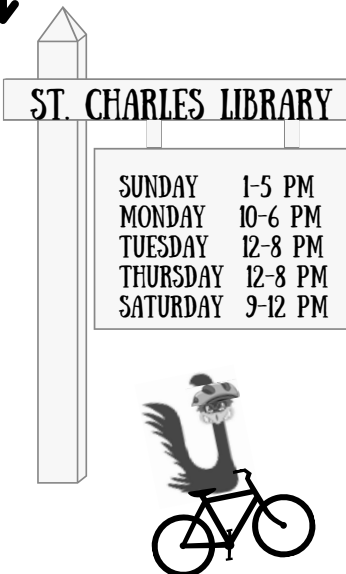 ST. CHARLES LIBRARY
SUNDAY 1-5 PM
MONDAY 10-6 PM
TUESDAY 12-8 PM
THURSDAY 12-8 PM
SATURDAY 9-12 PM